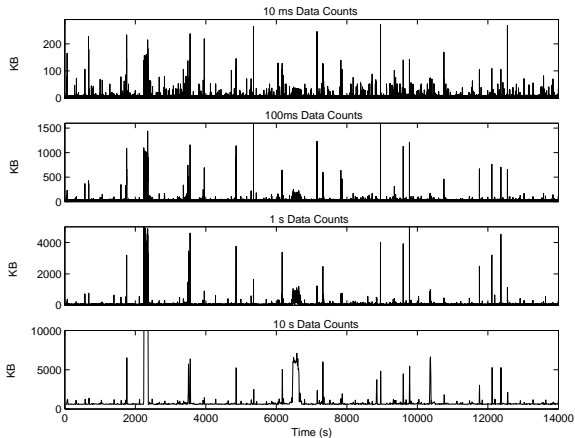 10 ms Data Counts
200
100
0
KB
100ms Data Counts
1500
1000
500
0
KB
1 s Data Counts
4000
2000
0
KB
10 s Data Counts
10000
5000
0
KB
0 2000 4000 6000 8000 10000 12000 14000
Time (s)